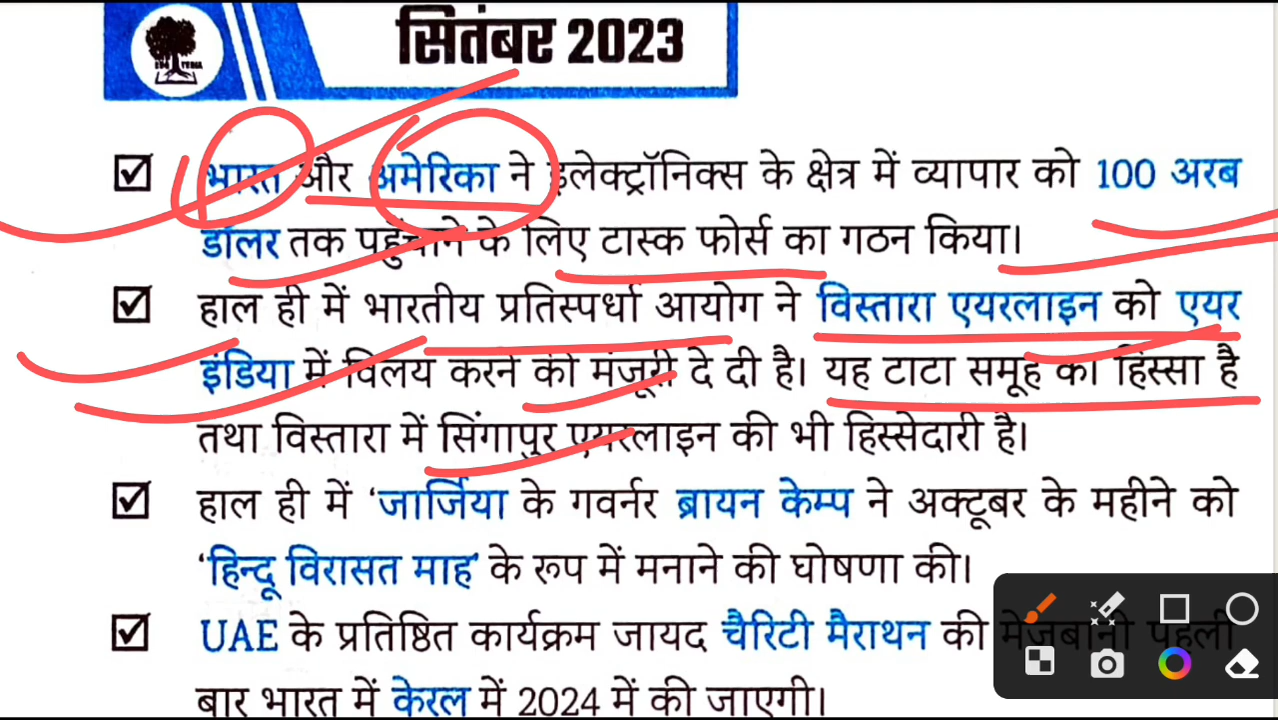 सितंबर 2023
भारत और अमेरिका ने इलेक्ट्रॉनिक्स के क्षेत्र में व्यापार को 100 अरब
डॉलर तक पहुँचाने के लिए टास्क फोर्स का गठन किया।
हाल ही में भारतीय प्रतिस्पर्धा आयोग ने विस्तारा एयरलाइन को एयर
इंडिया में विलय करने की मंजूरी दे दी है। यह टाटा समूह का हिस्सा है
तथा विस्तारा में सिंगापुर एयरलाइन की भी हिस्सेदारी है।
हाल ही में ‘जार्जिया के गवर्नर ब्रायन केम्प ने अक्टूबर के महीने को
‘हिन्दू विरासत माह’ के रूप में मनाने की घोषणा की।
UAE के प्रतिष्ठित कार्यक्रम जायद चैरिटी मैराथन की मेजबानी पहली
बार भारत में केरल में 2024 में की जाएगी।